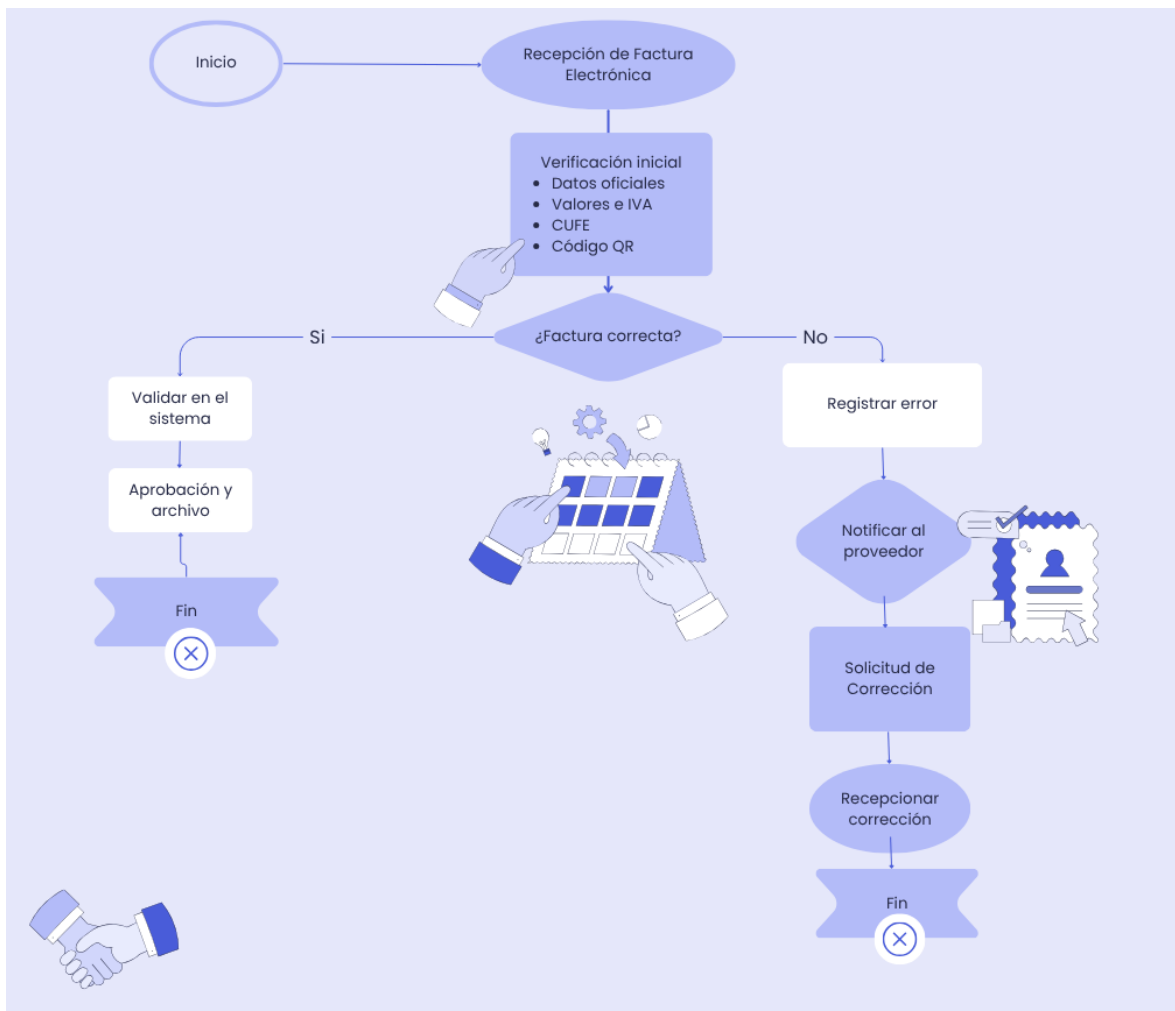 Inicio
Recepción de Factura
Electrónica
Verificación inicial
• Datos oficiales
• Valores e IVA
• CUFE
• Código QR
¿Factura correcta?
Si
No
Validar en el
sistema
Aprobación y
archivo
Fin
Registrar error
Notificar al
proveedor
Solicitud de
Corrección
Recepcionar
corrección
Fin